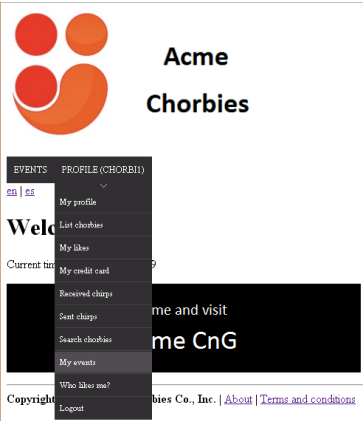 Acme
Chorbies
EVENTS PROFILE (CHORBI1)
en | es
My profile
Welc
List chorbies
My likes
Current tim 9
My credit card
Received chirps
Sent chirps
me and visit
Search chorbies
me CnG
My events
Who likes me?
Copyright bies Co., Inc. | About | Terms and conditions
Logout